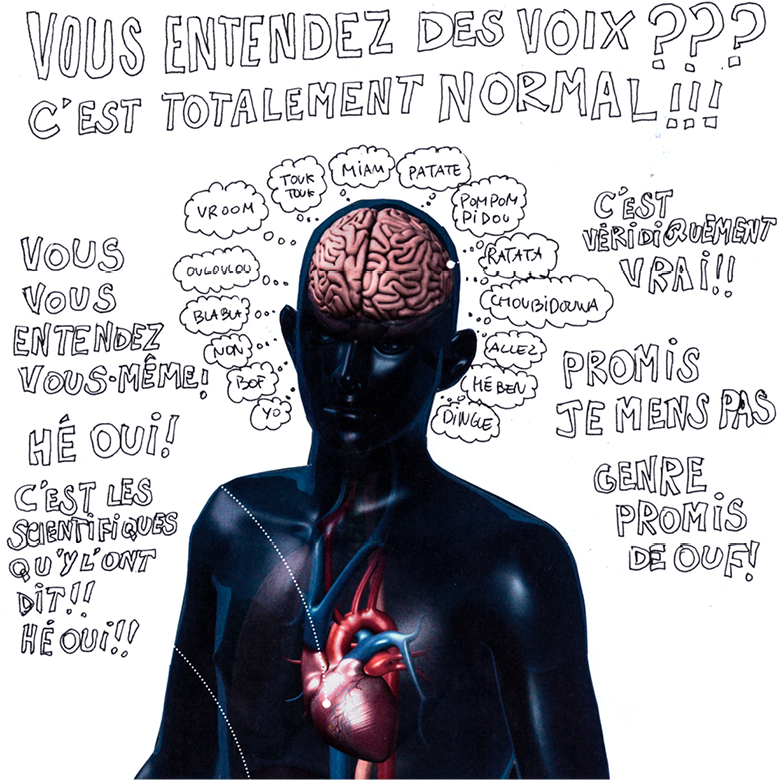 VOUS ENTENDEZ DES VOIX ???
C'EST TOTALEMENT NORMAL!!!
VROOM
TOUK
TOUK
MIAM
PATATE
POMPOM
PIDOU
RATATA
CHOUBIDOUWA
ALLEZ
HÉ BEN
DINGLE
OULOULOU
BLABLA
NON
BOF
YO
VOUS
VOUS
ENTENDEZ
VOUS-MÊME!
HÉ OUI!
C'EST LES
SCIENTIFIQUES
QU'Y L'ONT
DIT!!
HÉ OUI!!
C'EST
VÉRIDIQUEMENT
VRAI!!
PROMIS
JE MENS PAS
GENRE
PROMIS
DE OUF!